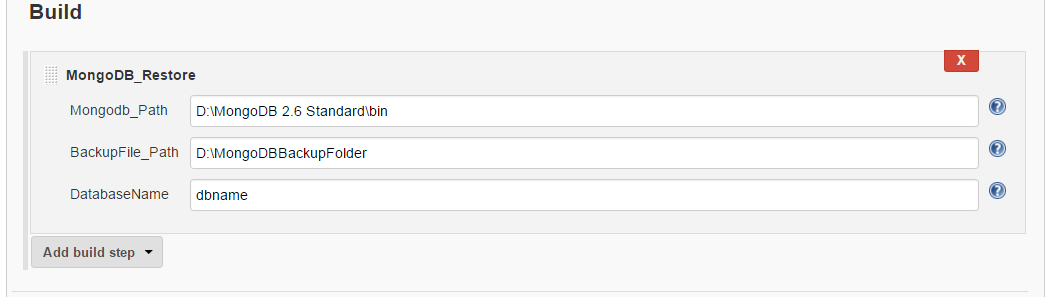 Build
X
MongoDB_Restore
Mongodb_Path D:\MongoDB 2.6 Standard\bin ?
BackupFile_Path D:\MongoDBBackupFolder ?
DatabaseName dbname ?
Add build step